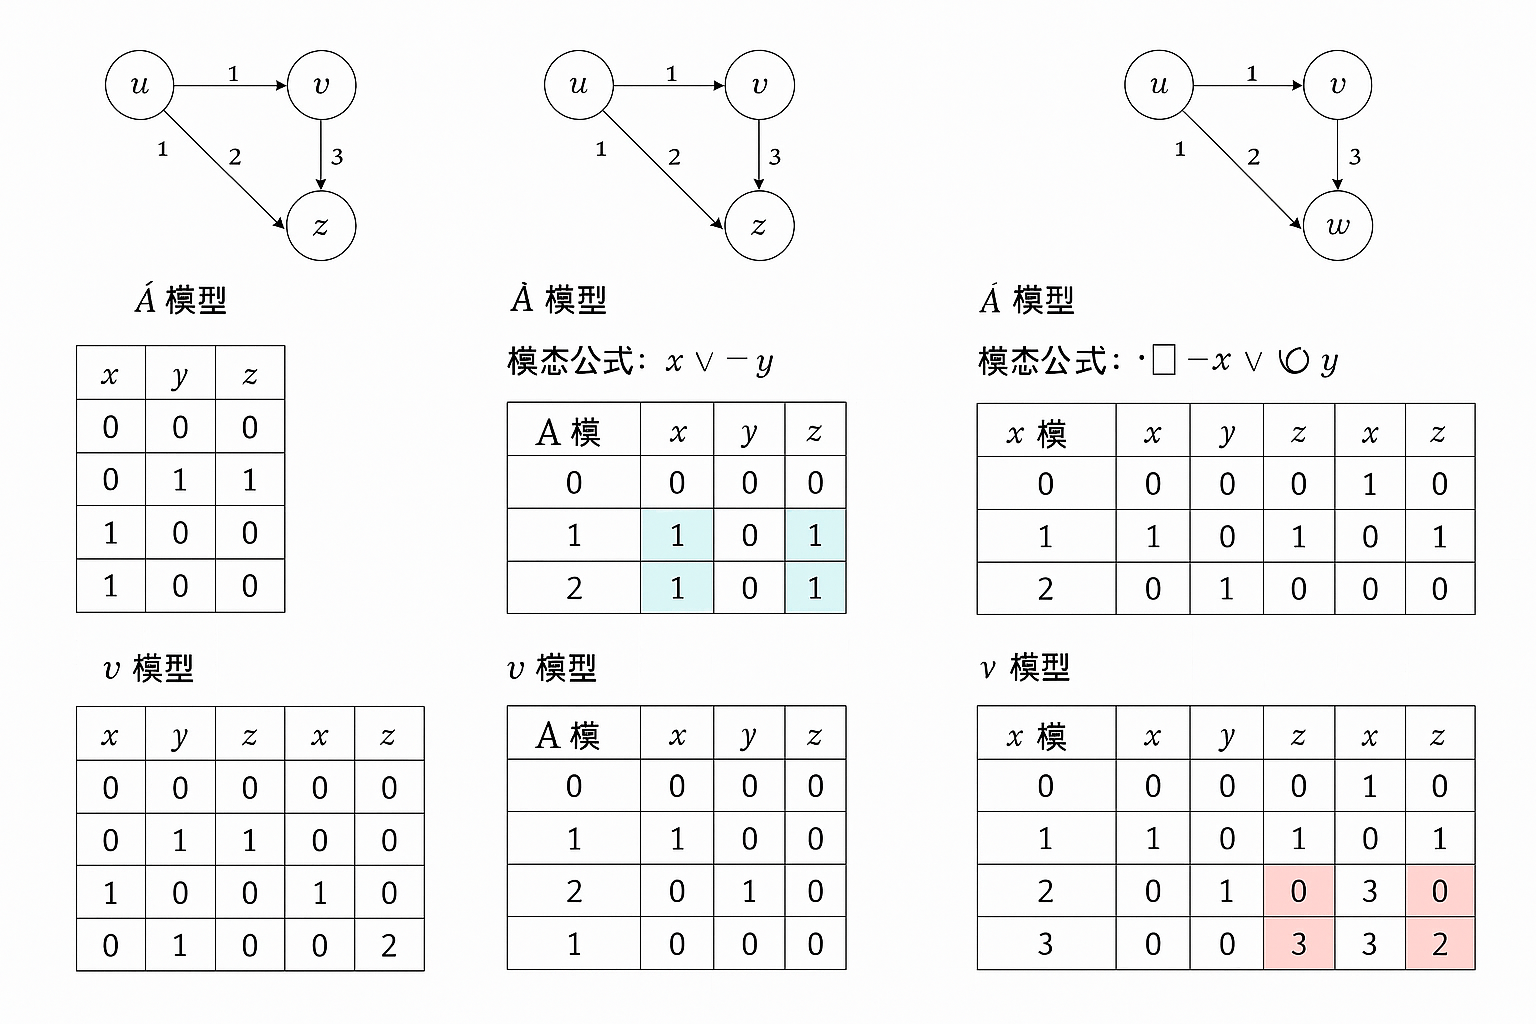 u 1 v
1 2 3
z
Á 模型
x y z
0 0 0
0 1 1
1 0 0
1 0 0
v 模型
x y z x z
0 0 0 0 0
0 1 1 0 0
1 0 0 1 0
0 1 0 0 2
u 1 v
1 2 3
z
À 模型
模态公式： x ∨ − y
A 模 x y z
0 0 0 0
1 1 0 1
2 1 0 1
v 模型
A 模 x y z
0 0 0 0
1 1 0 0
2 0 1 0
1 0 0 0
u 1 v
1 2 3
w
Á 模型
模态公式： ·□ −x ∨ y
x 模 x y z x z
0 0 0 0 1 0
1 1 0 1 0 1
2 0 1 0 0 0
v 模型
x 模 x y z x z
0 0 0 0 1 0
1 1 0 1 0 1
2 0 1 0 3 0
3 0 0 3 3 2